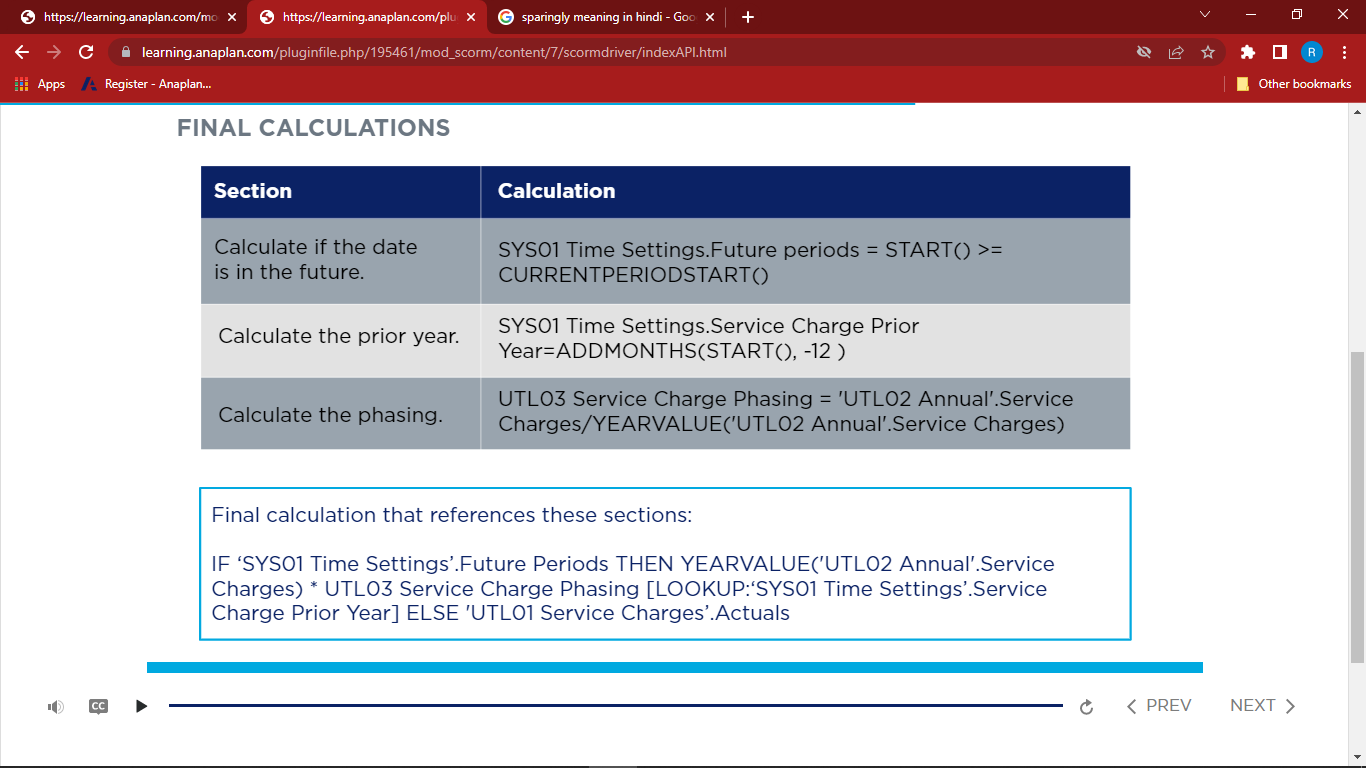 https://learning.anaplan.com/mo
https://learning.anaplan.com/plu
sparingly meaning in hindi - Goo
learning.anaplan.com/pluginfile.php/195461/mod_scorm/content/7/scormdriver/indexAPI.html
R
Apps
Register - Anaplan...
Other bookmarks
FINAL CALCULATIONS
Section
Calculation
Calculate if the date
is in the future.
SYS01 Time Settings.Future periods = START() >=
CURRENTPERIODSTART()
Calculate the prior year.
SYS01 Time Settings.Service Charge Prior
Year=ADDMONTHS(START(), -12 )
Calculate the phasing.
UTL03 Service Charge Phasing = 'UTL02 Annual'.Service
Charges/YEARVALUE('UTL02 Annual'.Service Charges)
Final calculation that references these sections:
IF ‘SYS01 Time Settings’.Future Periods THEN YEARVALUE('UTL02 Annual'.Service
Charges) * UTL03 Service Charge Phasing [LOOKUP:‘SYS01 Time Settings’.Service
Charge Prior Year] ELSE 'UTL01 Service Charges’.Actuals
CC
PREV
NEXT